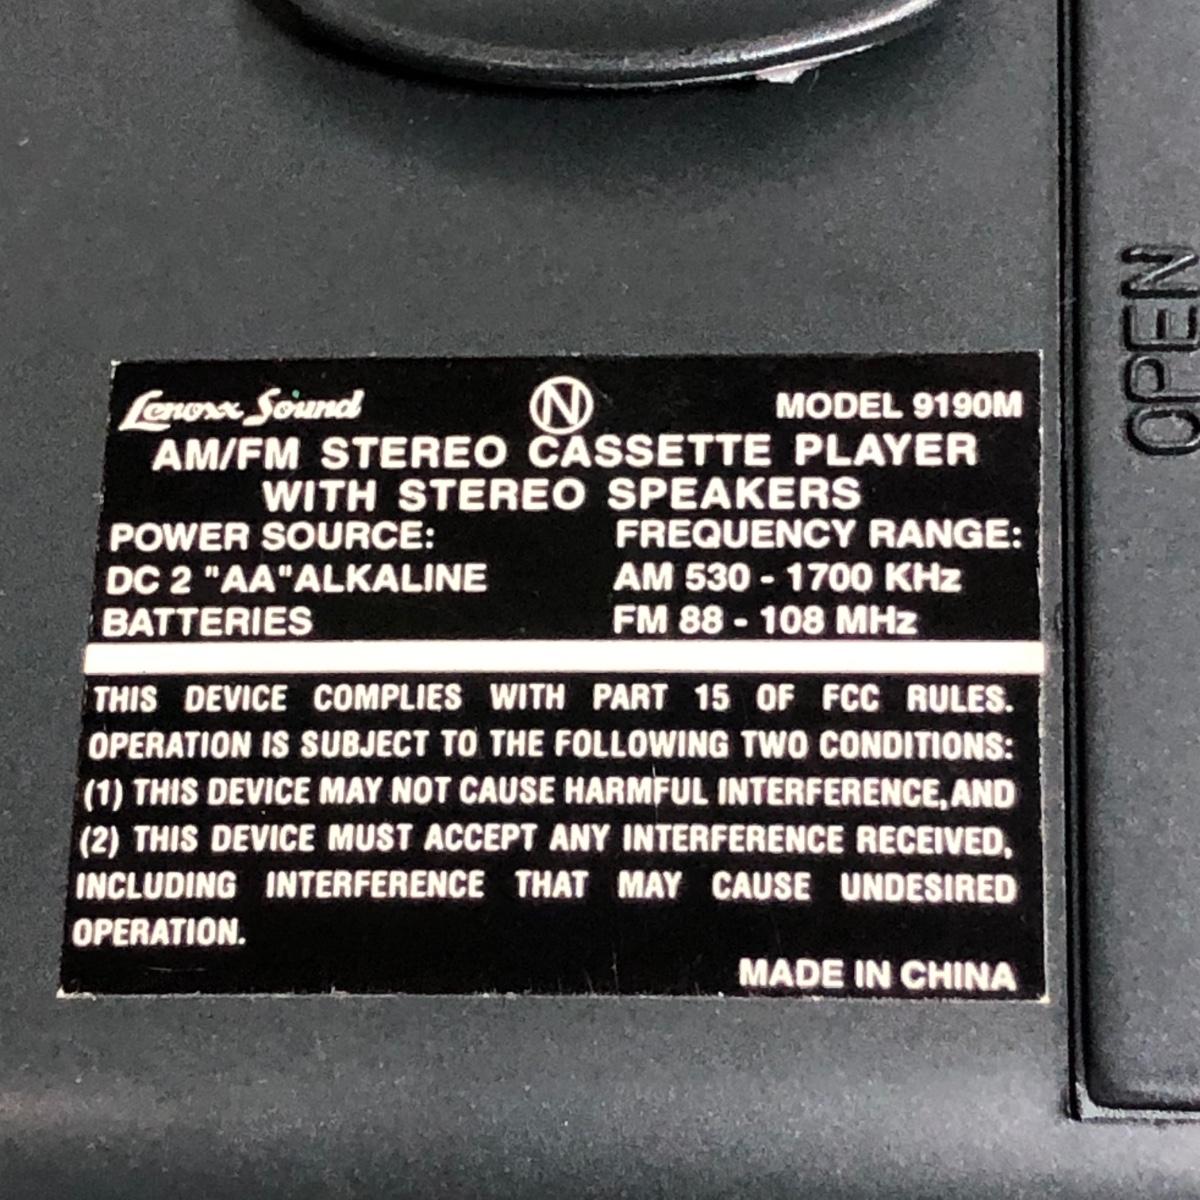 Lenoxx Sound N MODEL 9190M
AM/FM STEREO CASSETTE PLAYER
WITH STEREO SPEAKERS
POWER SOURCE: FREQUENCY RANGE:
DC 2 "AA"ALKALINE AM 530 - 1700 KHz
BATTERIES FM 88 - 108 MHz
THIS DEVICE COMPLIES WITH PART 15 OF FCC RULES.
OPERATION IS SUBJECT TO THE FOLLOWING TWO CONDITIONS:
(1) THIS DEVICE MAY NOT CAUSE HARMFUL INTERFERENCE, AND
(2) THIS DEVICE MUST ACCEPT ANY INTERFERENCE RECEIVED,
INCLUDING INTERFERENCE THAT MAY CAUSE UNDESIRED
OPERATION.
MADE IN CHINA
OPEN